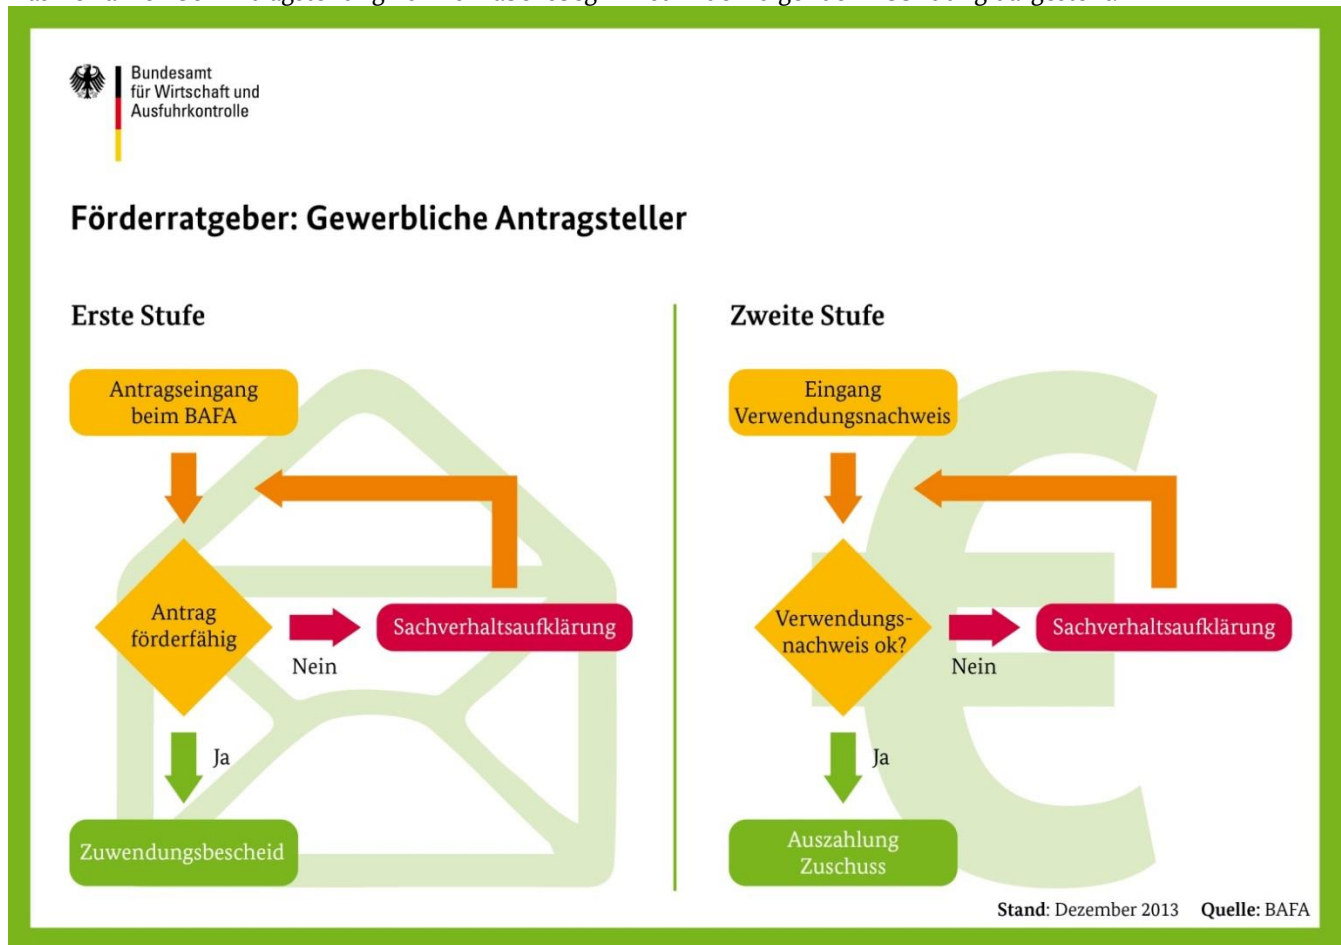 Bundesamt
für Wirtschaft und
Ausfuhrkontrolle
Förderratgeber: Gewerbliche Antragsteller
Erste Stufe
Antragseingang
beim BAFA
Antrag
förderfähig
Nein
Sachverhaltsaufklärung
Ja
Zuwendungsbescheid
Zweite Stufe
Eingang
Verwendungsnachweis
Verwendungs-
nachweis ok?
Nein
Sachverhaltsaufklärung
Ja
Auszahlung
Zuschuss
Stand: Dezember 2013 Quelle: BAFA